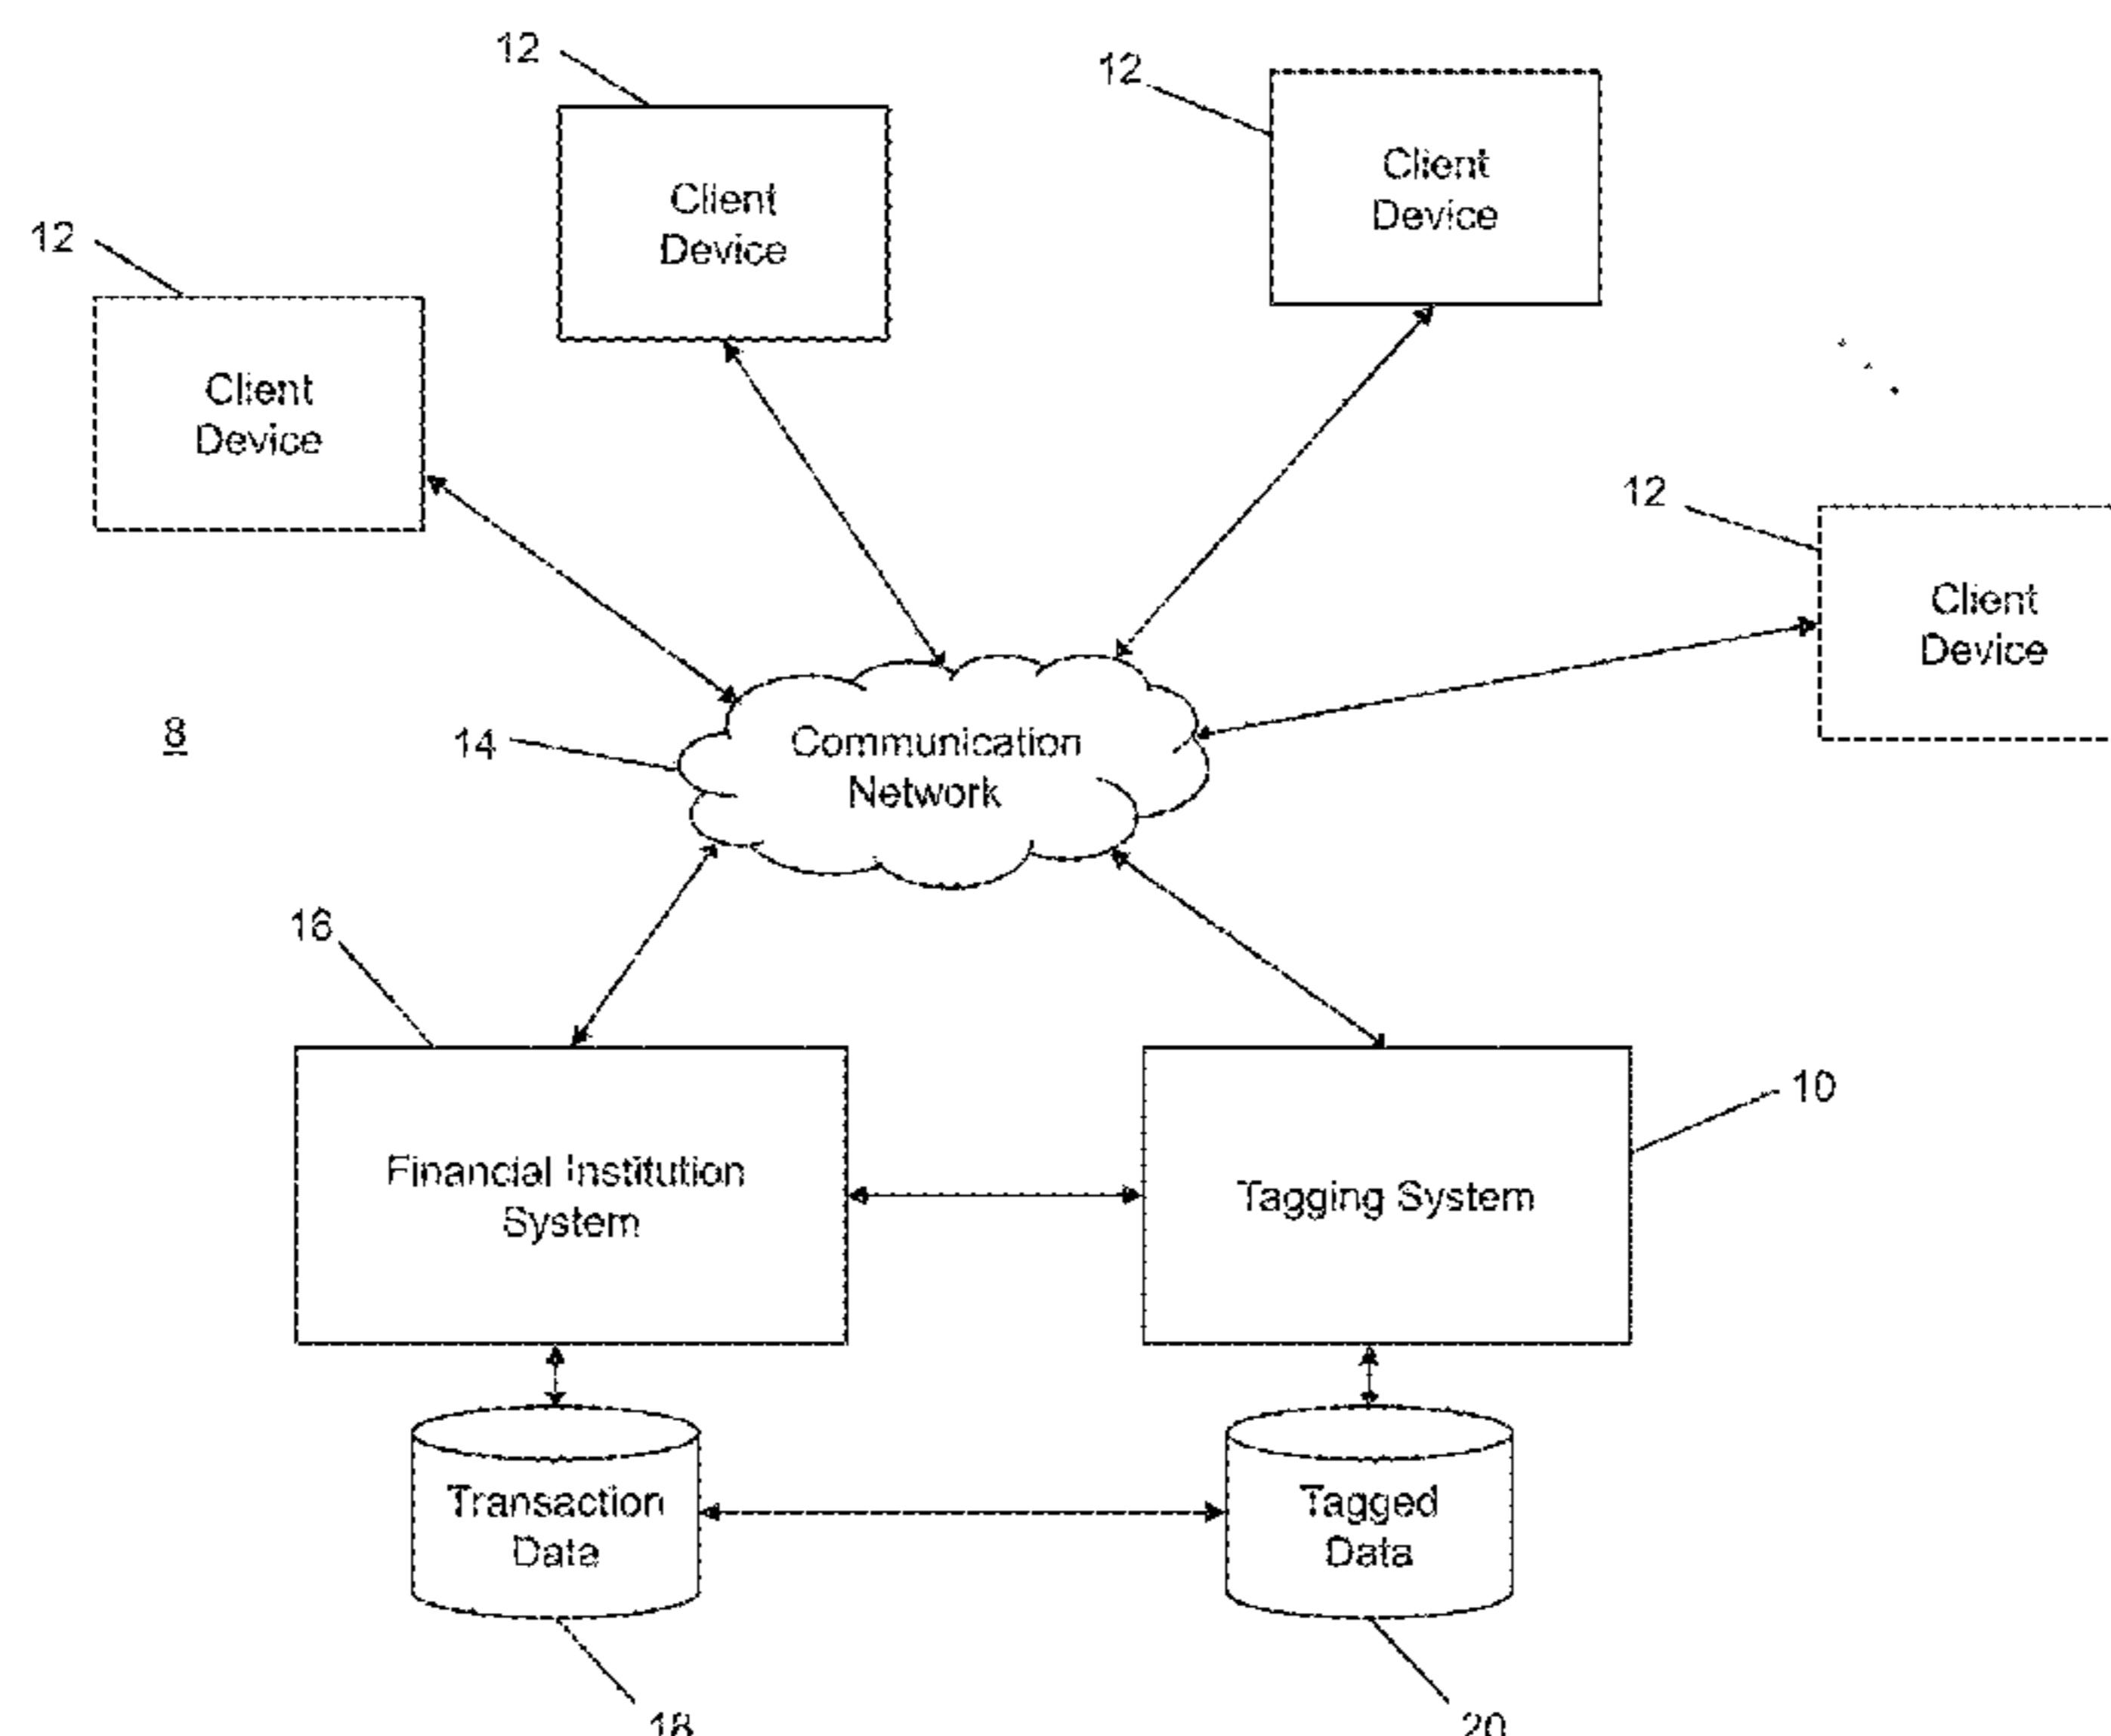 12
12
12
Client
Device
Client
Device
Client
Device
12
Client
Device
8
14
Communication
Network
16
10
Financial Institution
System
Tagging System
Transaction
Data
Tagged
Data
18
20